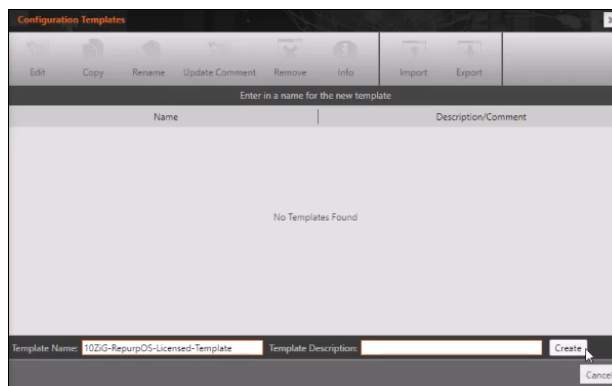 Configuration Templates
Edit Copy Rename Update Comment Remove Info Import Export
Enter in a name for the new template
Name Description/Comment
No Templates Found
Template Name: 10ZiG-RepurpOS-Licensed-Template Template Description: Create
Cancel